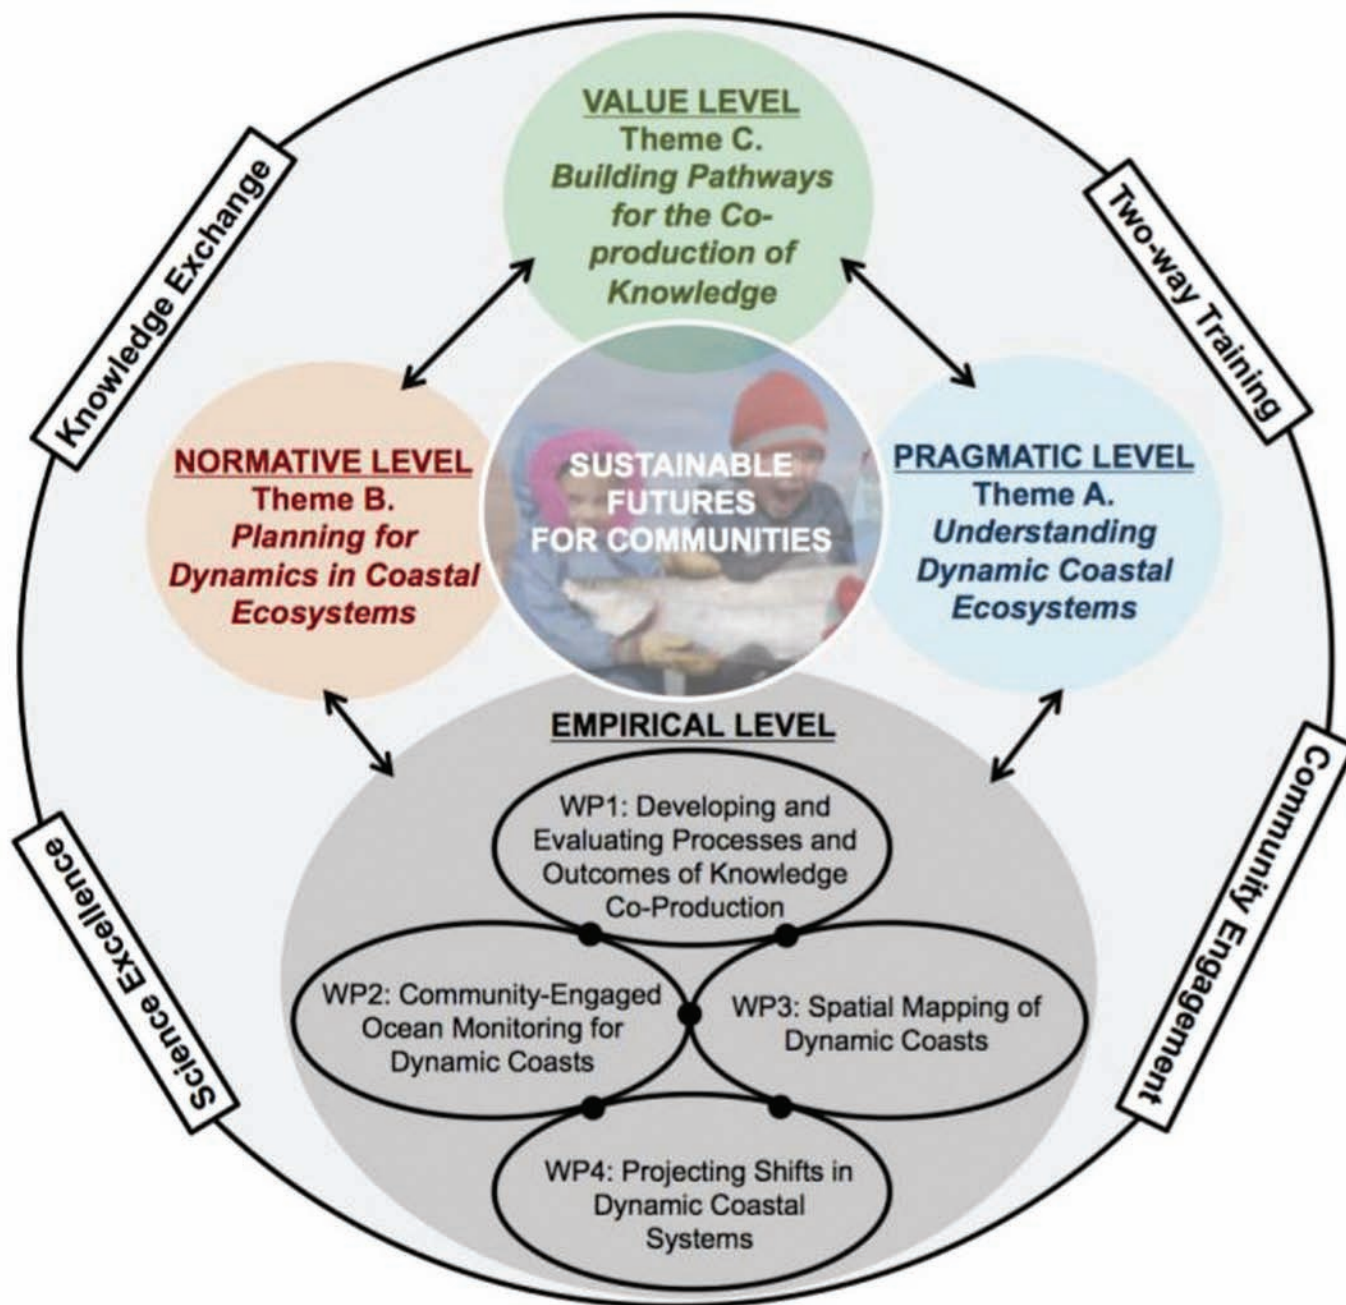 VALUE LEVEL
Theme C.
Building Pathways
for the Co-
production of
Knowledge
Knowledge Exchange
Two-way Training
NORMATIVE LEVEL
Theme B.
Planning for
Dynamics in Coastal
Ecosystems
SUSTAINABLE
FUTURES
FOR COMMUNITIES
PRAGMATIC LEVEL
Theme A.
Understanding
Dynamic Coastal
Ecosystems
EMPIRICAL LEVEL
WP1: Developing and
Evaluating Processes and
Outcomes of Knowledge
Co-Production
WP2: Community-Engaged
Ocean Monitoring for
Dynamic Coasts
WP3: Spatial Mapping of
Dynamic Coasts
WP4: Projecting Shifts in
Dynamic Coastal
Systems
Science Excellence
Community Engagement